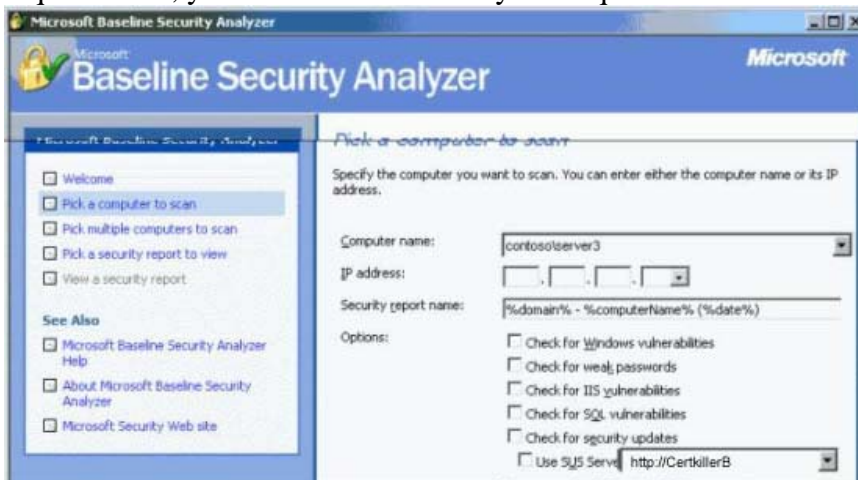 Microsoft Baseline Security Analyzer
Microsoft
Baseline Security Analyzer
Microsoft
Microsoft Baseline Security Analyzer
Welcome
Pick a computer to scan
Pick multiple computers to scan
Pick a security report to view
View a security report
See Also
Microsoft Baseline Security Analyzer
Help
About Microsoft Baseline Security
Analyzer
Microsoft Security Web site
Pick a computer to scan
Specify the computer you want to scan. You can enter either the computer name or its IP
address.
Computer name: contoso\server3
IP address:
Security report name: %domain% - %computerName% (%date%)
Options:
Check for Windows vulnerabilities
Check for weak passwords
Check for IIS vulnerabilities
Check for SQL vulnerabilities
Check for security updates
Use SUS Serve http://CertkillerB